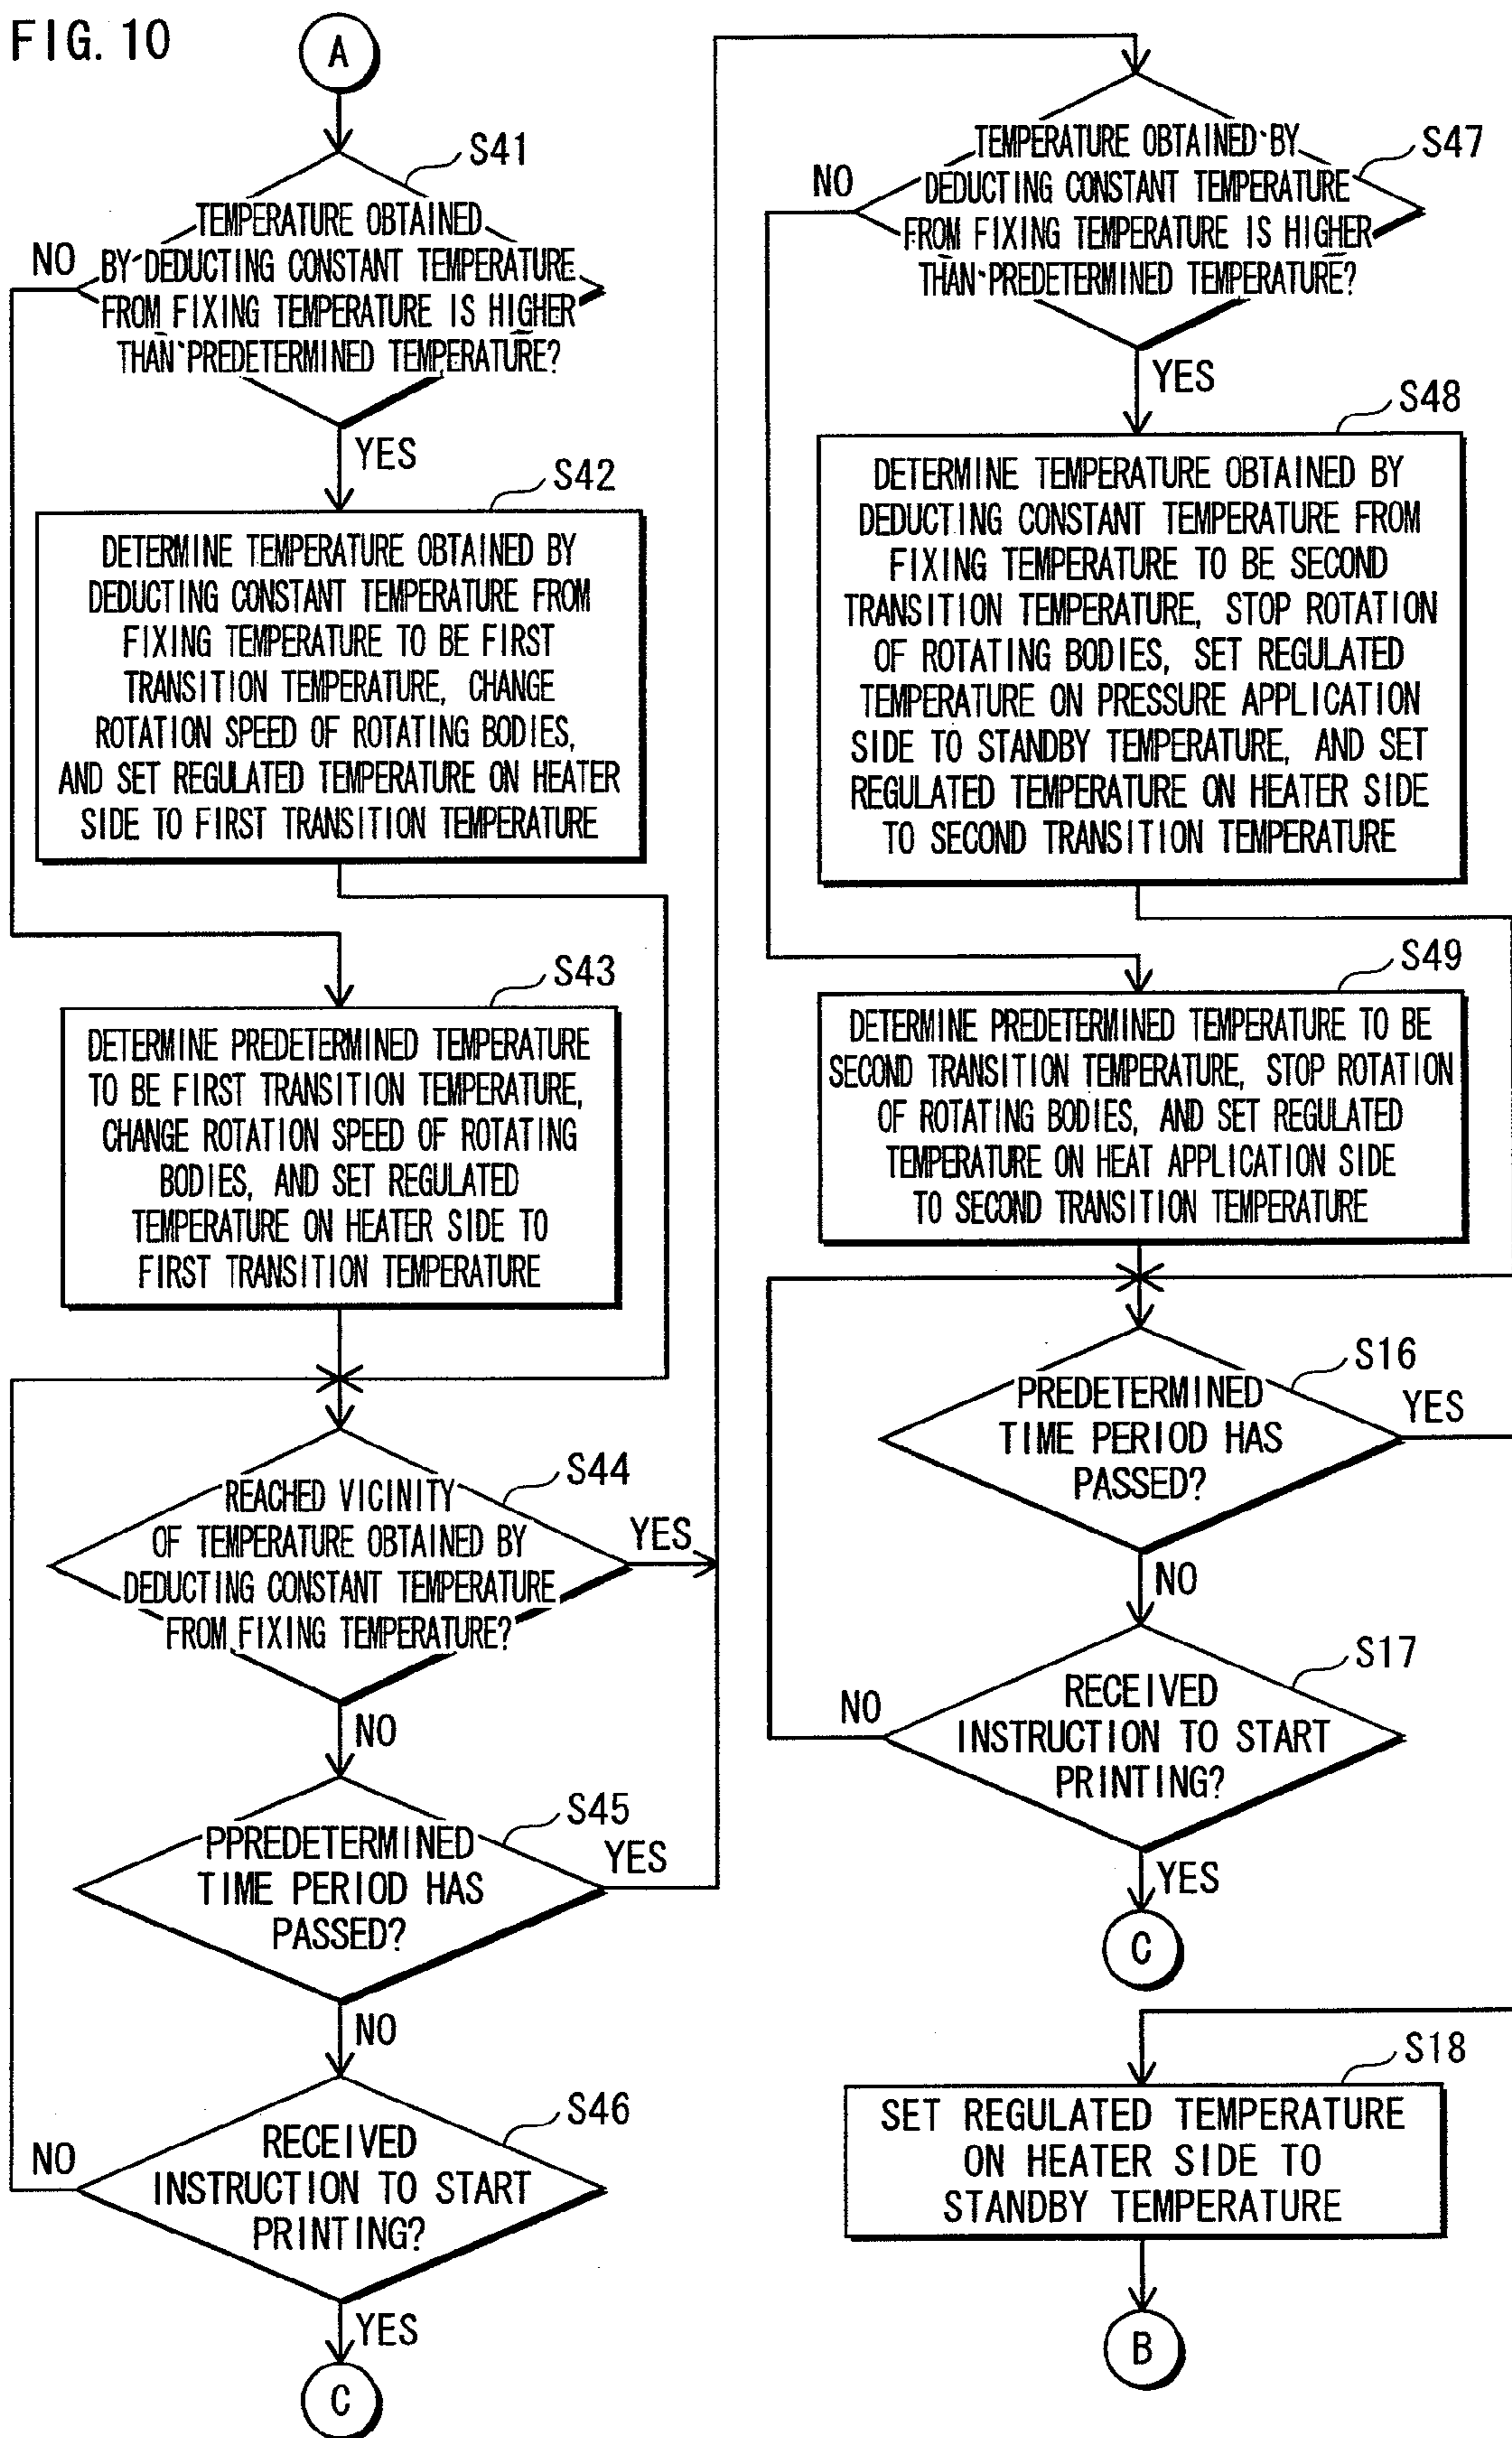 FIG. 10
A
S41
TEMPERATURE OBTAINED
BY DEDUCTING CONSTANT TEMPERATURE
FROM FIXING TEMPERATURE IS HIGHER
THAN PREDETERMINED TEMPERATURE?
NO
YES
S42
DETERMINE TEMPERATURE OBTAINED BY
DEDUCTING CONSTANT TEMPERATURE FROM
FIXING TEMPERATURE TO BE FIRST
TRANSITION TEMPERATURE, CHANGE
ROTATION SPEED OF ROTATING BODIES,
AND SET REGULATED TEMPERATURE ON HEATER
SIDE TO FIRST TRANSITION TEMPERATURE
S43
DETERMINE PREDETERMINED TEMPERATURE
TO BE FIRST TRANSITION TEMPERATURE,
CHANGE ROTATION SPEED OF ROTATING
BODIES, AND SET REGULATED
TEMPERATURE ON HEATER SIDE TO
FIRST TRANSITION TEMPERATURE
S44
REACHED VICINITY
OF TEMPERATURE OBTAINED BY
DEDUCTING CONSTANT TEMPERATURE
FROM FIXING TEMPERATURE?
YES
NO
S45
PPREDETERMINED
TIME PERIOD HAS
PASSED?
YES
NO
S46
RECEIVED
INSTRUCTION TO START
PRINTING?
NO
YES
C
S47
TEMPERATURE OBTAINED BY
DEDUCTING CONSTANT TEMPERATURE
FROM FIXING TEMPERATURE IS HIGHER
THAN PREDETERMINED TEMPERATURE?
NO
YES
S48
DETERMINE TEMPERATURE OBTAINED BY
DEDUCTING CONSTANT TEMPERATURE FROM
FIXING TEMPERATURE TO BE SECOND
TRANSITION TEMPERATURE, STOP ROTATION
OF ROTATING BODIES, SET REGULATED
TEMPERATURE ON PRESSURE APPLICATION
SIDE TO STANDBY TEMPERATURE, AND SET
REGULATED TEMPERATURE ON HEATER SIDE
TO SECOND TRANSITION TEMPERATURE
S49
DETERMINE PREDETERMINED TEMPERATURE TO BE
SECOND TRANSITION TEMPERATURE, STOP ROTATION
OF ROTATING BODIES, AND SET REGULATED
TEMPERATURE ON HEAT APPLICATION SIDE
TO SECOND TRANSITION TEMPERATURE
S16
PREDETERMINED
TIME PERIOD HAS
PASSED?
YES
NO
S17
RECEIVED
INSTRUCTION TO START
PRINTING?
NO
YES
C
S18
SET REGULATED TEMPERATURE
ON HEATER SIDE TO
STANDBY TEMPERATURE
B